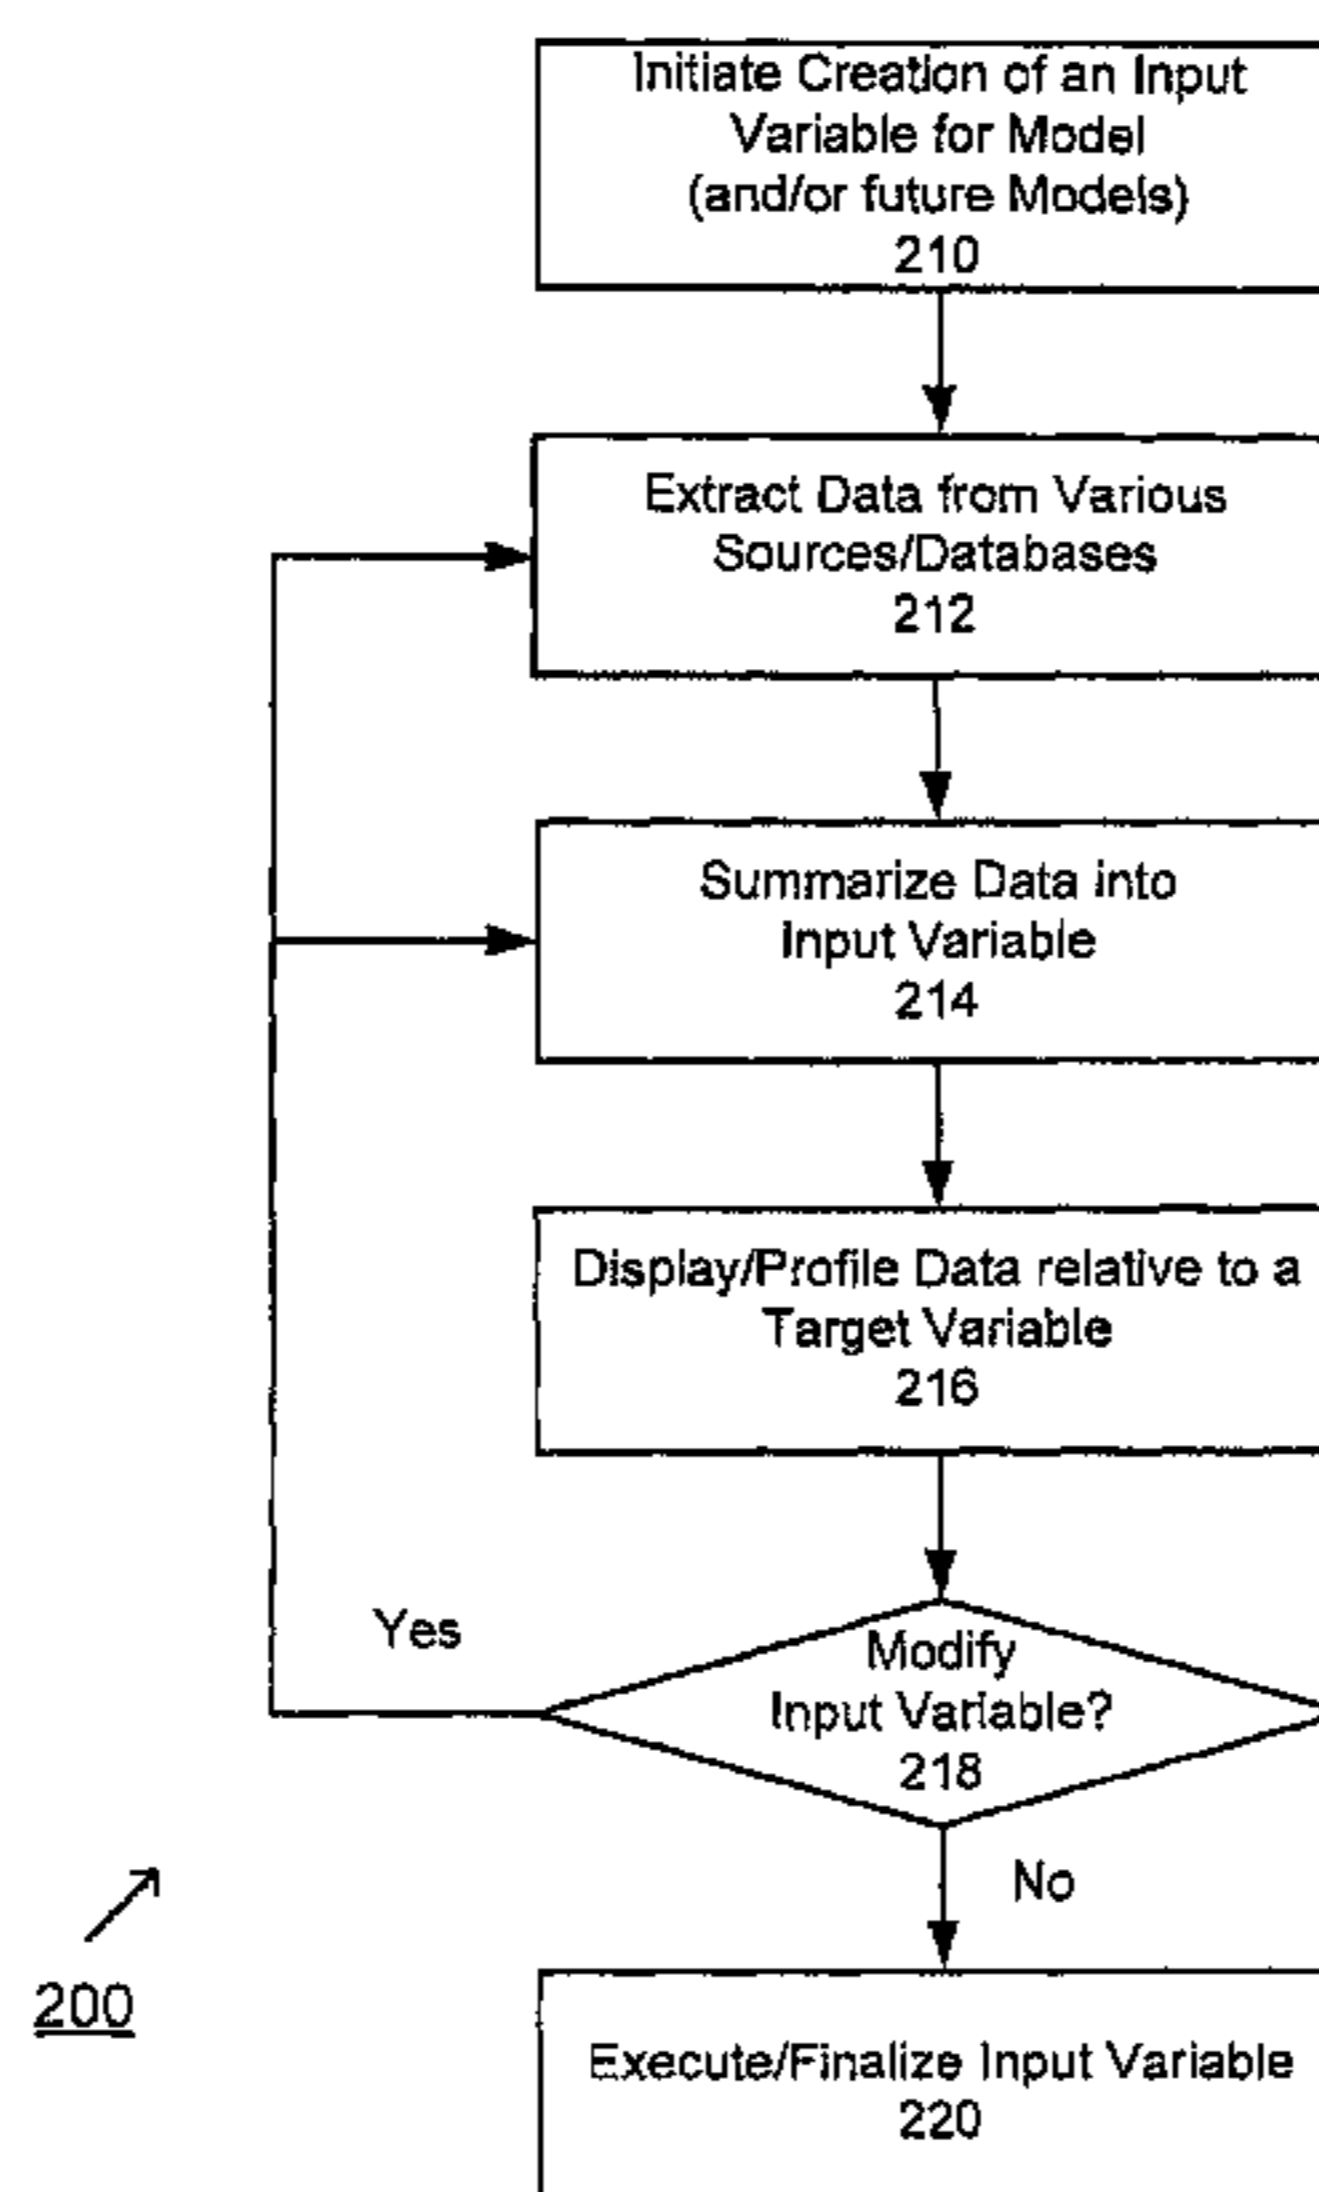 Initiate Creation of an Input
Variable for Model
(and/or future Models)
210
Extract Data from Various
Sources/Databases
212
Summarize Data into
Input Variable
214
Display/Profile Data relative to a
Target Variable
216
Yes
Modify
Input Variable?
218
No
200
Execute/Finalize Input Variable
220